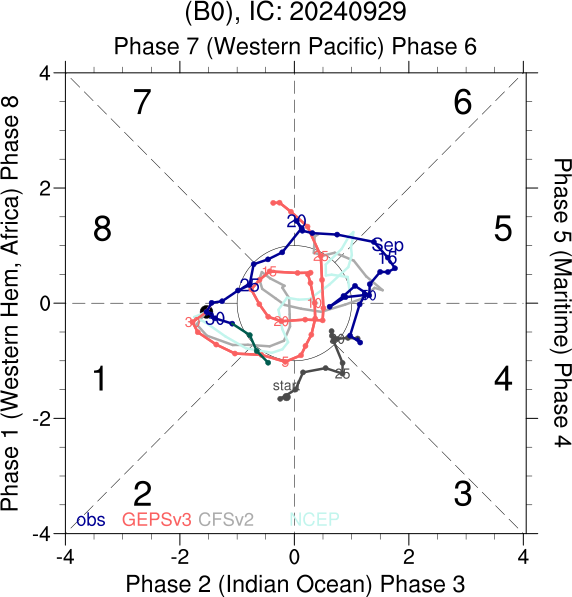 (B0), IC: 20240929
Phase 7 (Western Pacific) Phase 6
4
7
6
2
20
Sep
8
25
15
5
25
15
0
10
30
30
20
5
start
25
1
4
-2
2
3
obs GEPSv3 CFSv2 NCEP
-4
-4 -2 0 2 4
Phase 2 (Indian Ocean) Phase 3
Phase 1 (Western Hem, Africa) Phase 8
Phase 5 (Maritime) Phase 4